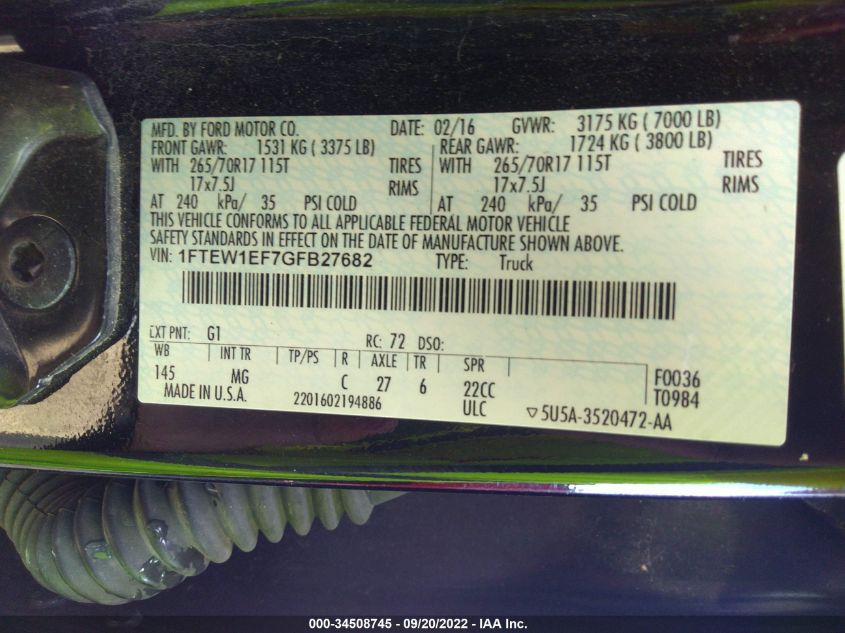 MFD. BY FORD MOTOR CO. DATE: 02/16 GVWR: 3175 KG ( 7000 LB)
FRONT GAWR: 1531 KG ( 3375 LB) REAR GAWR: 1724 KG ( 3800 LB)
WITH 265/70R17 115T TIRES WITH 265/70R17 115T TIRES
17x7.5J RIMS 17x7.5J RIMS
AT 240 kPa/ 35 PSI COLD AT 240 kPa/ 35 PSI COLD
THIS VEHICLE CONFORMS TO ALL APPLICABLE FEDERAL MOTOR VEHICLE
SAFETY STANDARDS IN EFFECT ON THE DATE OF MANUFACTURE SHOWN ABOVE.
VIN: 1FTEW1EF7GFB27682 TYPE: Truck
EXT PNT: G1 RC: 72 DSO:
WB INT TR TP/PS R AXLE TR SPR
145 MG C 27 6 22CC F0036
MADE IN U.S.A. 2201602194886 ULC T0984
▽5U5A-3520472-AA
000-34508745 - 09/20/2022 - IAA Inc.